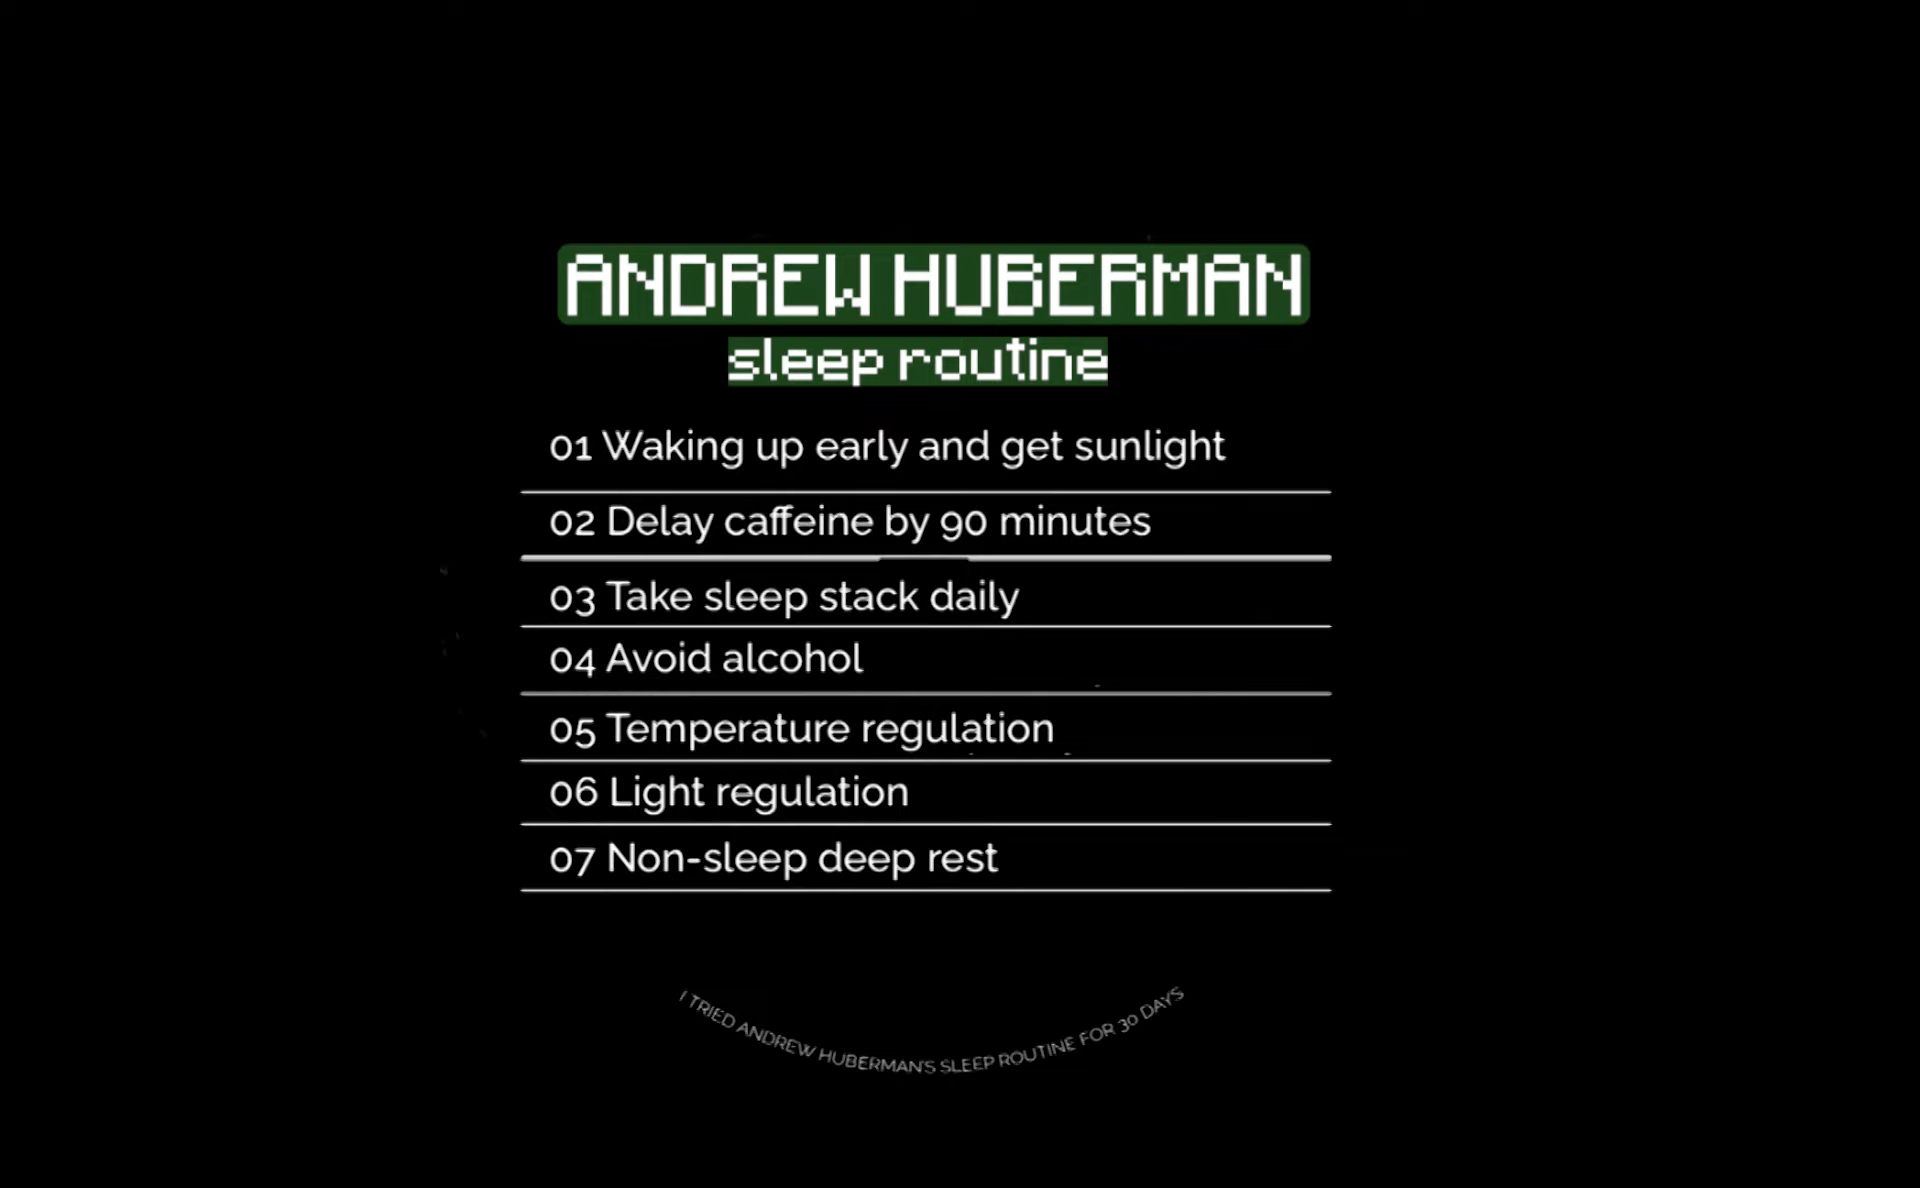 ANDREW HUBERMAN
sleep routine
01 Waking up early and get sunlight
02 Delay caffeine by 90 minutes
03 Take sleep stack daily
04 Avoid alcohol
05 Temperature regulation
06 Light regulation
07 Non-sleep deep rest
I TRIED ANDREW HUBERMAN'S SLEEP ROUTINE FOR 30 DAYS